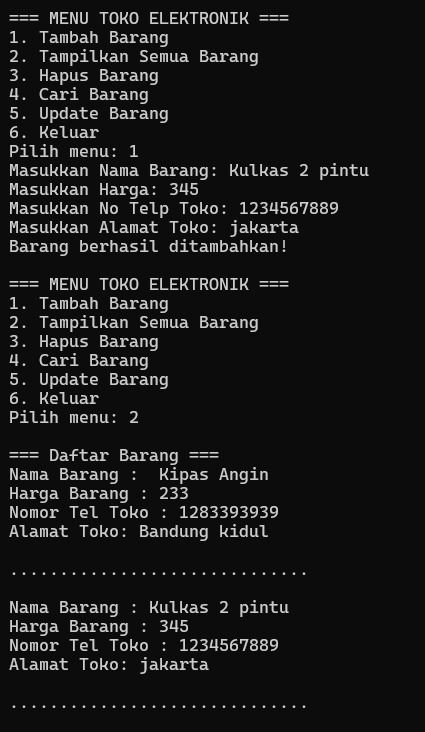 === MENU TOKO ELEKTRONIK ===
1. Tambah Barang
2. Tampilkan Semua Barang
3. Hapus Barang
4. Cari Barang
5. Update Barang
6. Keluar
Pilih menu: 1
Masukkan Nama Barang: Kulkas 2 pintu
Masukkan Harga: 345
Masukkan No Telp Toko: 1234567889
Masukkan Alamat Toko: jakarta
Barang berhasil ditambahkan!

=== MENU TOKO ELEKTRONIK ===
1. Tambah Barang
2. Tampilkan Semua Barang
3. Hapus Barang
4. Cari Barang
5. Update Barang
6. Keluar
Pilih menu: 2

=== Daftar Barang ===
Nama Barang :  Kipas Angin
Harga Barang : 233
Nomor Tel Toko : 1283393939
Alamat Toko: Bandung kidul

..............................

Nama Barang : Kulkas 2 pintu
Harga Barang : 345
Nomor Tel Toko : 1234567889
Alamat Toko: jakarta

..............................